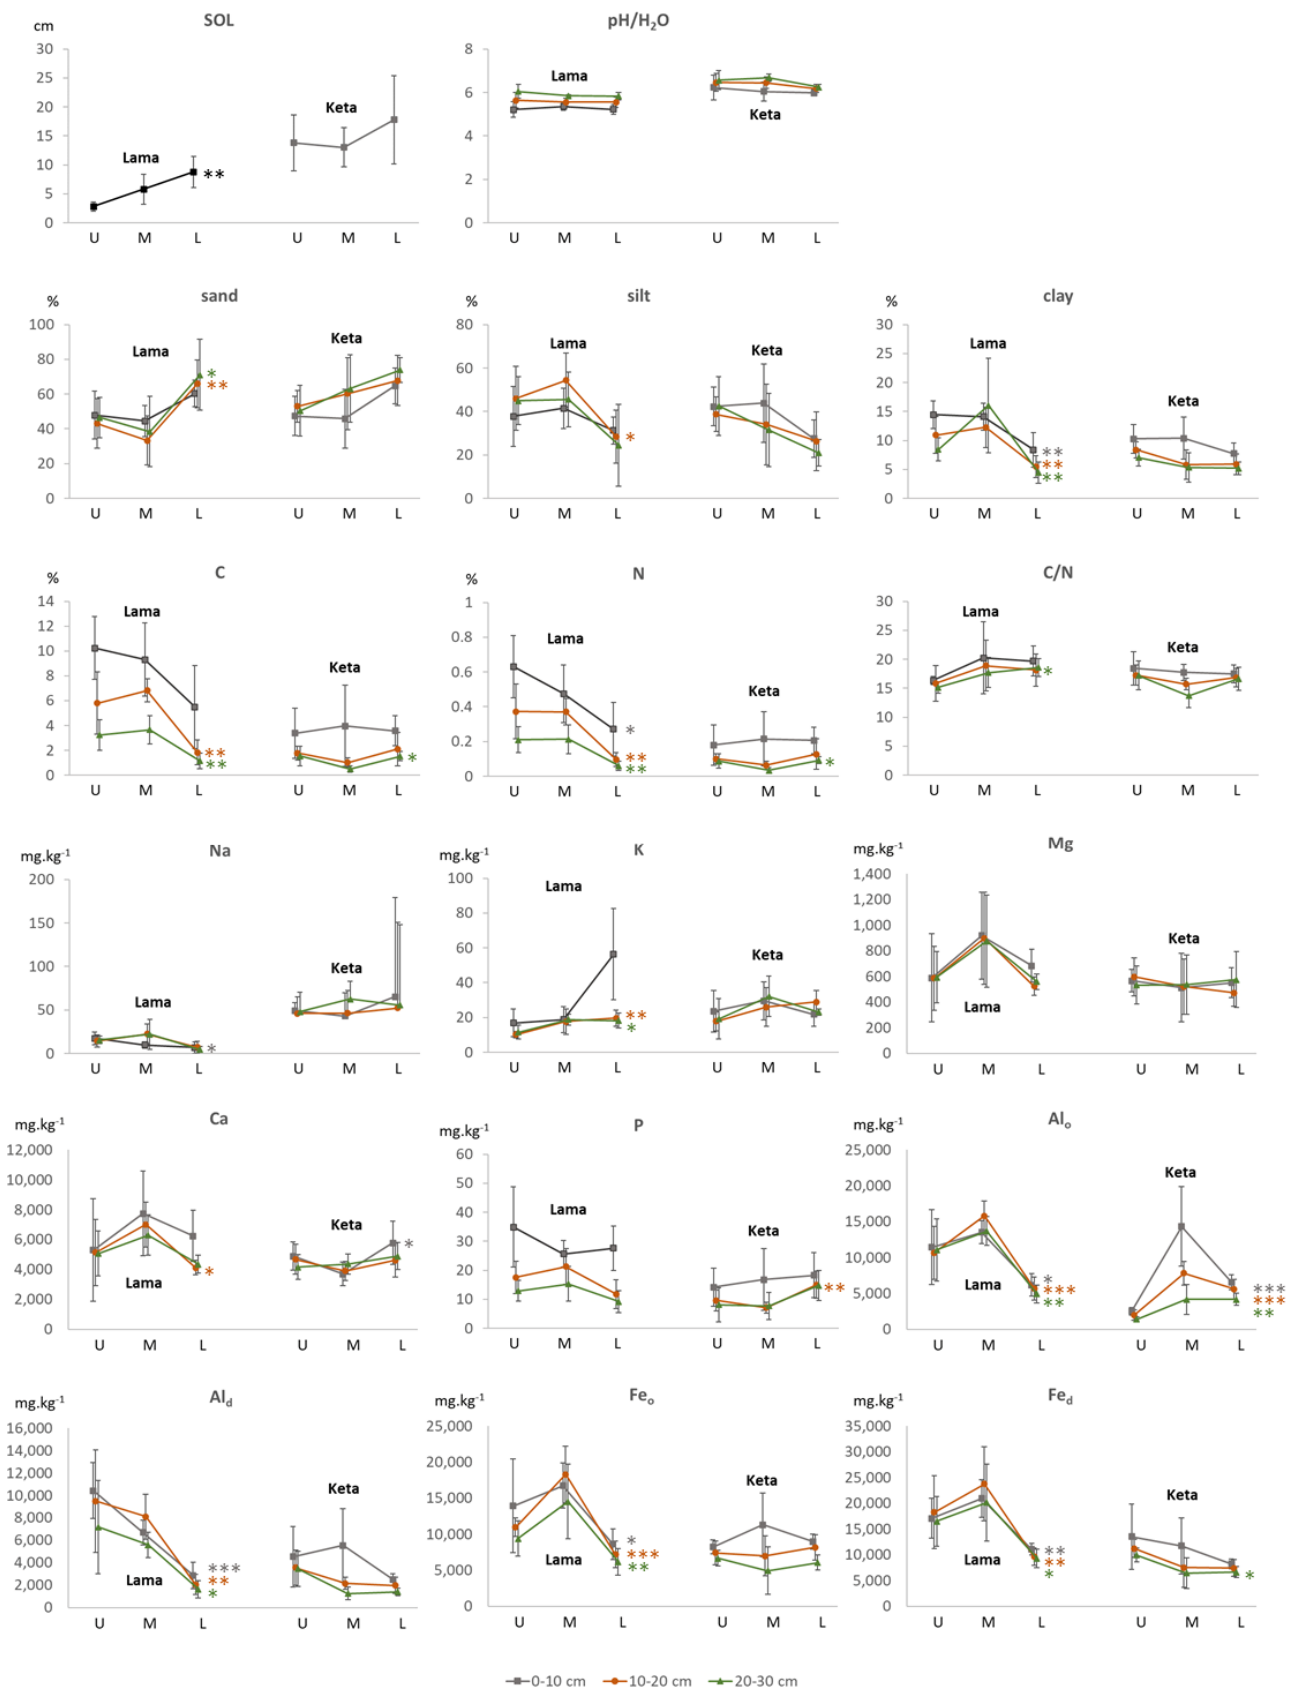 SOL
cm
30
25
20
15
10
5
0
Lama
**
Keta
U M L U M L
pH/H₂O
8
6
4
2
0
Lama
Keta
U M L U M L
sand
%
100
80
60
40
20
0
Lama
*
**
Keta
U M L U M L
silt
%
80
60
40
20
0
Lama
*
Keta
U M L U M L
clay
%
30
25
20
15
10
5
0
Lama
**
**
**
Keta
U M L U M L
C
%
14
12
10
8
6
4
2
0
Lama
**
**
Keta
*
U M L U M L
N
%
1
0.8
0.6
0.4
0.2
0
Lama
*
**
**
Keta
*
U M L U M L
C/N
30
25
20
15
10
5
0
Lama
*
Keta
U M L U M L
Na
mg.kg⁻¹
200
150
100
50
0
Lama
*
Keta
U M L U M L
K
mg.kg⁻¹
100
80
60
40
20
0
Lama
**
*
Keta
U M L U M L
Mg
mg.kg⁻¹
1,400
1,200
1,000
800
600
400
200
0
Lama
Keta
U M L U M L
Ca
mg.kg⁻¹
12,000
10,000
8,000
6,000
4,000
2,000
0
Lama
*
Keta
*
U M L U M L
P
mg.kg⁻¹
60
50
40
30
20
10
0
Lama
Keta
**
U M L U M L
Alₒ
mg.kg⁻¹
25,000
20,000
15,000
10,000
5,000
0
Lama
*
***
**
Keta
***
***
**
U M L U M L
Al_d
mg.kg⁻¹
16,000
14,000
12,000
10,000
8,000
6,000
4,000
2,000
0
Lama
***
**
*
Keta
U M L U M L
Feₒ
mg.kg⁻¹
25,000
20,000
15,000
10,000
5,000
0
Lama
*
***
**
Keta
U M L U M L
Fe_d
mg.kg⁻¹
35,000
30,000
25,000
20,000
15,000
10,000
5,000
0
Lama
**
**
*
Keta
*
U M L U M L
0-10 cm 10-20 cm 20-30 cm